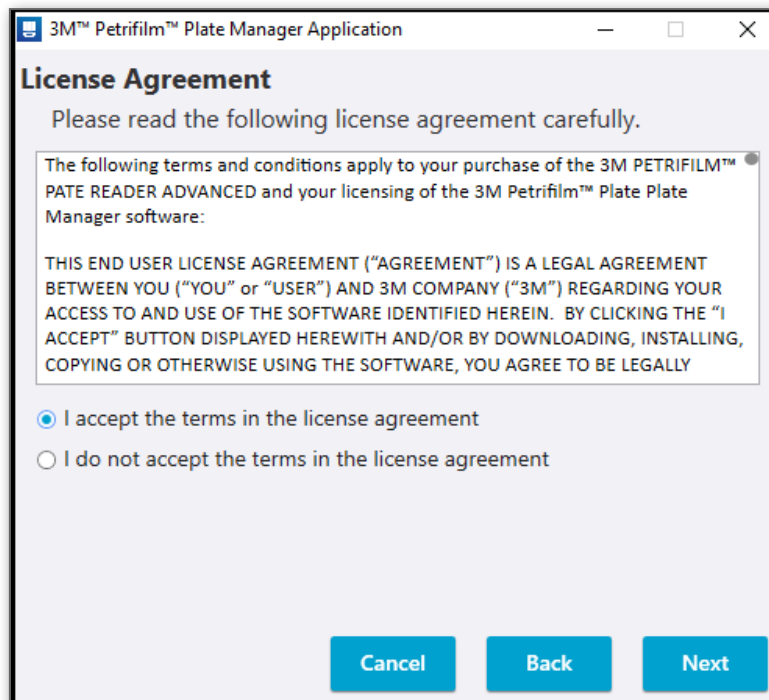 3M™ Petrifilm™ Plate Manager Application
License Agreement
Please read the following license agreement carefully.
The following terms and conditions apply to your purchase of the 3M PETRIFILM™
PATE READER ADVANCED and your licensing of the 3M Petrifilm™ Plate Plate
Manager software:
THIS END USER LICENSE AGREEMENT (“AGREEMENT”) IS A LEGAL AGREEMENT
BETWEEN YOU (“YOU” or “USER”) AND 3M COMPANY (“3M”) REGARDING YOUR
ACCESS TO AND USE OF THE SOFTWARE IDENTIFIED HEREIN.  BY CLICKING THE “I
ACCEPT” BUTTON DISPLAYED HEREWITH AND/OR BY DOWNLOADING, INSTALLING,
COPYING OR OTHERWISE USING THE SOFTWARE, YOU AGREE TO BE LEGALLY
I accept the terms in the license agreement
I do not accept the terms in the license agreement
Cancel Back Next